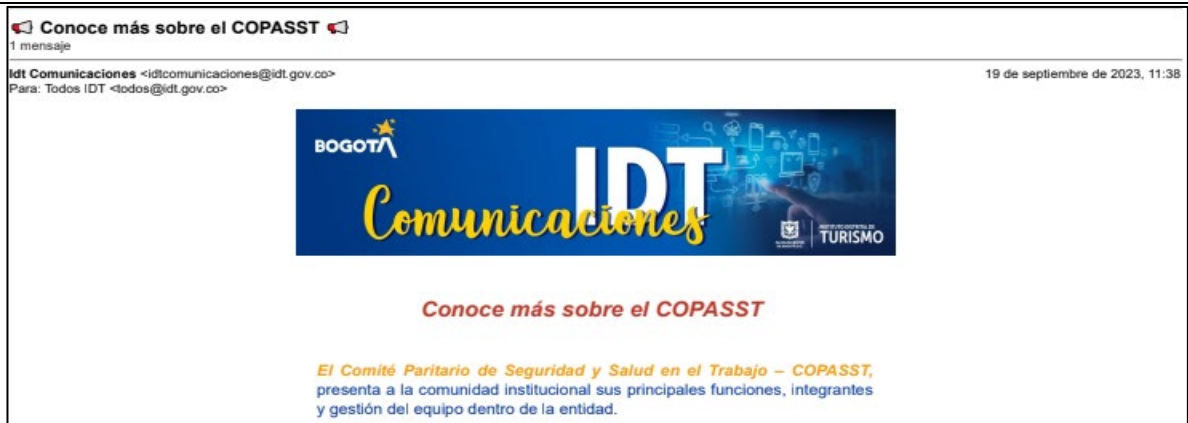 📢 Conoce más sobre el COPASST 📢
1 mensaje
Idt Comunicaciones <idtcomunicaciones@idt.gov.co> 19 de septiembre de 2023, 11:38
Para: Todos IDT <todos@idt.gov.co>
BOGOTÁ
IDT
Comunicaciones
INSTITUTO DISTRITAL DE
TURISMO
Conoce más sobre el COPASST
El Comité Paritario de Seguridad y Salud en el Trabajo – COPASST,
presenta a la comunidad institucional sus principales funciones, integrantes
y gestión del equipo dentro de la entidad.